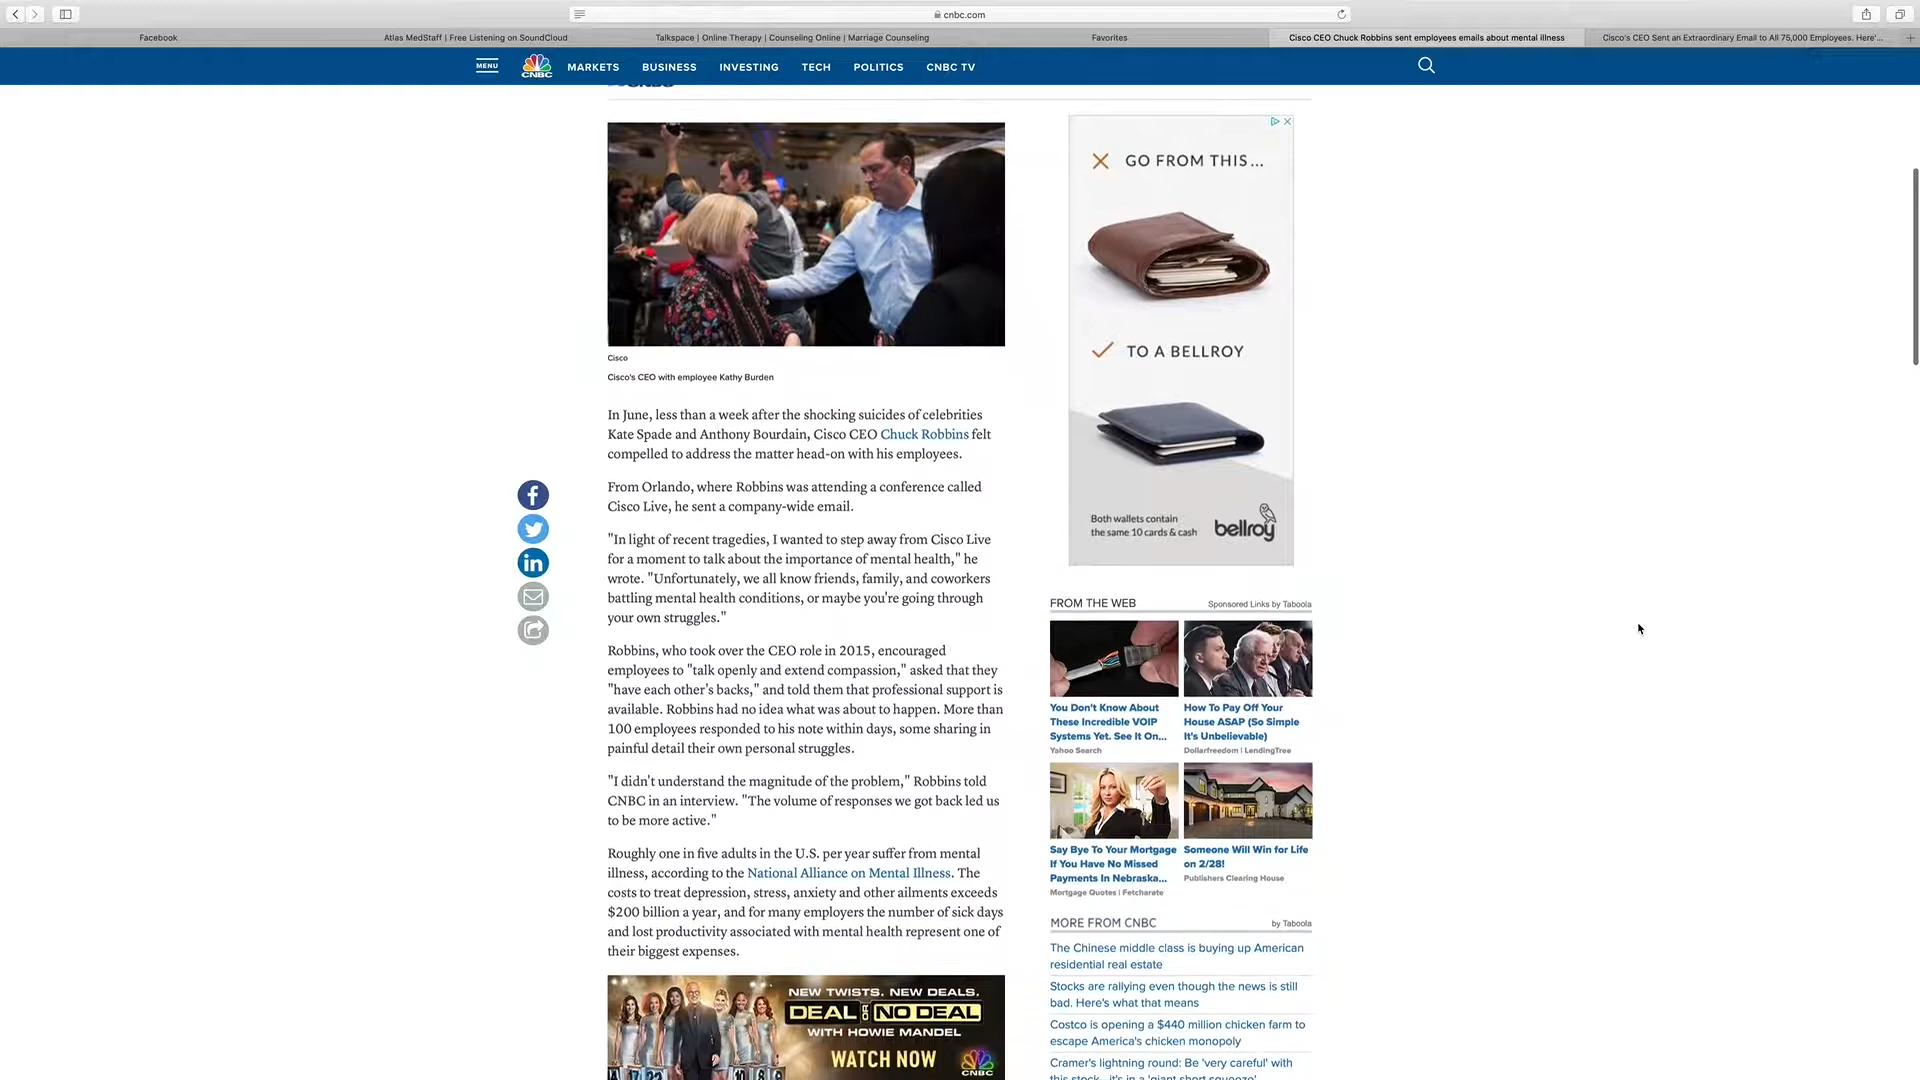 cnbc.com
Facebook
Atlas MedStaff | Free Listening on SoundCloud
Talkspace | Online Therapy | Counseling Online | Marriage Counseling
Favorites
Cisco CEO Chuck Robbins sent employees emails about mental illness
Cisco's CEO Sent an Extraordinary Email to All 75,000 Employees. Here'...
MENU
CNBC
MARKETS
BUSINESS
INVESTING
TECH
POLITICS
CNBC TV
Cisco
Cisco's CEO with employee Kathy Burden
In June, less than a week after the shocking suicides of celebrities
Kate Spade and Anthony Bourdain, Cisco CEO Chuck Robbins felt
compelled to address the matter head-on with his employees.
From Orlando, where Robbins was attending a conference called
Cisco Live, he sent a company-wide email.
"In light of recent tragedies, I wanted to step away from Cisco Live
for a moment to talk about the importance of mental health," he
wrote. "Unfortunately, we all know friends, family, and coworkers
battling mental health conditions, or maybe you're going through
your own struggles."
Robbins, who took over the CEO role in 2015, encouraged
employees to "talk openly and extend compassion," asked that they
"have each other's backs," and told them that professional support is
available. Robbins had no idea what was about to happen. More than
100 employees responded to his note within days, some sharing in
painful detail their own personal struggles.
"I didn't understand the magnitude of the problem," Robbins told
CNBC in an interview. "The volume of responses we got back led us
to be more active."
Roughly one in five adults in the U.S. per year suffer from mental
illness, according to the National Alliance on Mental Illness. The
costs to treat depression, stress, anxiety and other ailments exceeds
$200 billion a year, and for many employers the number of sick days
and lost productivity associated with mental health represent one of
their biggest expenses.
NEW TWISTS. NEW DEALS.
DEAL OR NO DEAL
WITH HOWIE MANDEL
WATCH NOW
CNBC
GO FROM THIS...
TO A BELLROY
Both wallets contain
the same 10 cards & cash
bellroy
FROM THE WEB
Sponsored Links by Taboola
You Don't Know About
These Incredible VOIP
Systems Yet. See It On...
Yahoo Search
How To Pay Off Your
House ASAP (So Simple
It's Unbelievable)
Dollarfreedom | LendingTree
Say Bye To Your Mortgage
If You Have No Missed
Payments In Nebraska...
Mortgage Quotes | Fetcharate
Someone Will Win for Life
on 2/28!
Publishers Clearing House
MORE FROM CNBC
by Taboola
The Chinese middle class is buying up American
residential real estate
Stocks are rallying even though the news is still
bad. Here's what that means
Costco is opening a $440 million chicken farm to
escape America's chicken monopoly
Cramer's lightning round: Be 'very careful' with
this stock—it's in a 'giant short squeeze'